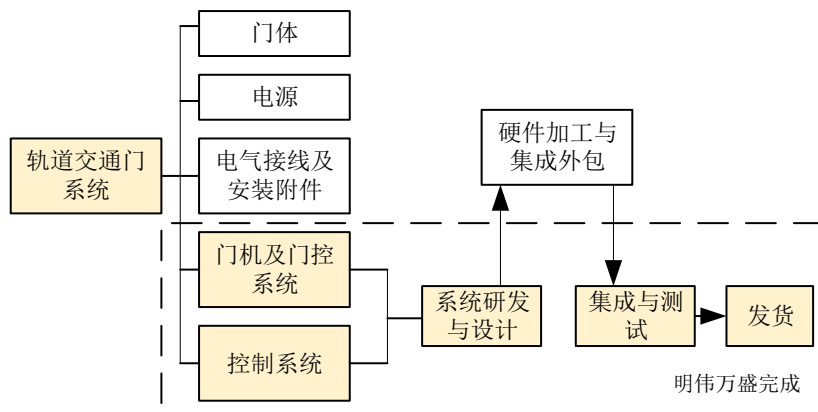 门体
电源
轨道交通门
系统
电气接线及
安装附件
硬件加工与
集成外包
门机及门控
系统
控制系统
系统研发
与设计
集成与测
试
发货
明伟万盛完成